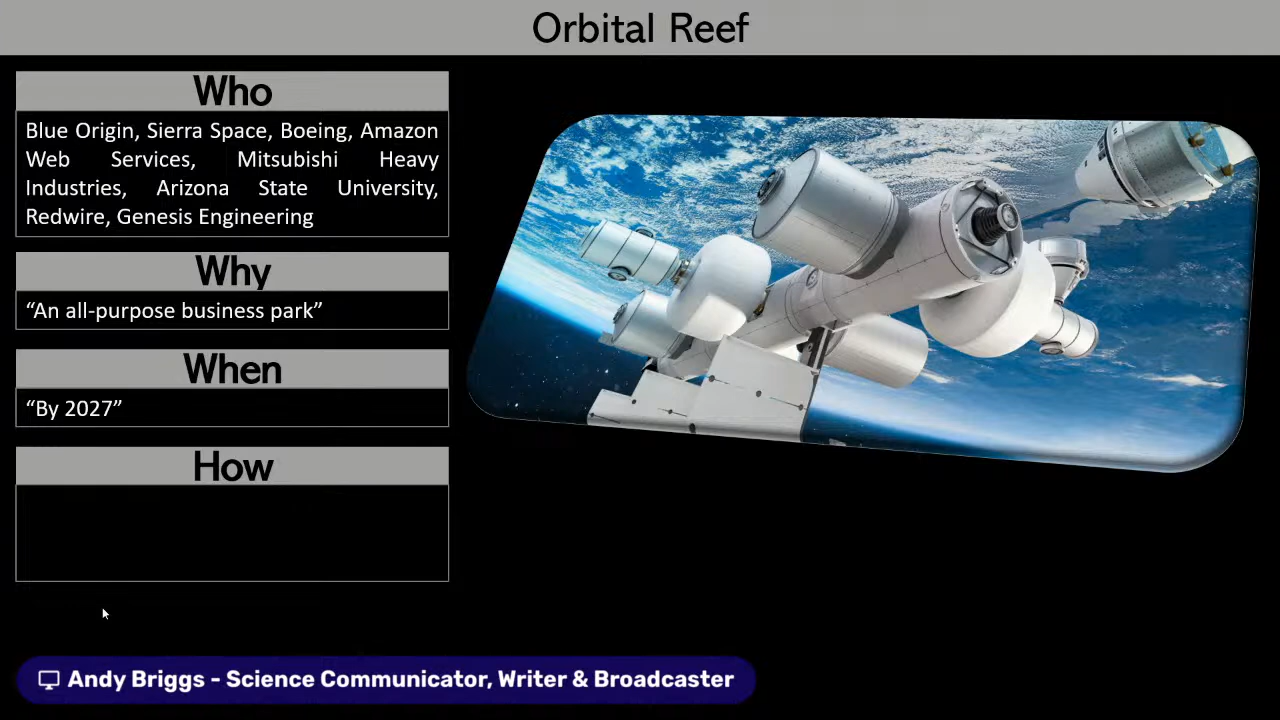 Orbital Reef
Who
Blue Origin, Sierra Space, Boeing, Amazon
Web Services, Mitsubishi Heavy
Industries, Arizona State University,
Redwire, Genesis Engineering
Why
“An all-purpose business park”
When
“By 2027”
How
Andy Briggs - Science Communicator, Writer & Broadcaster